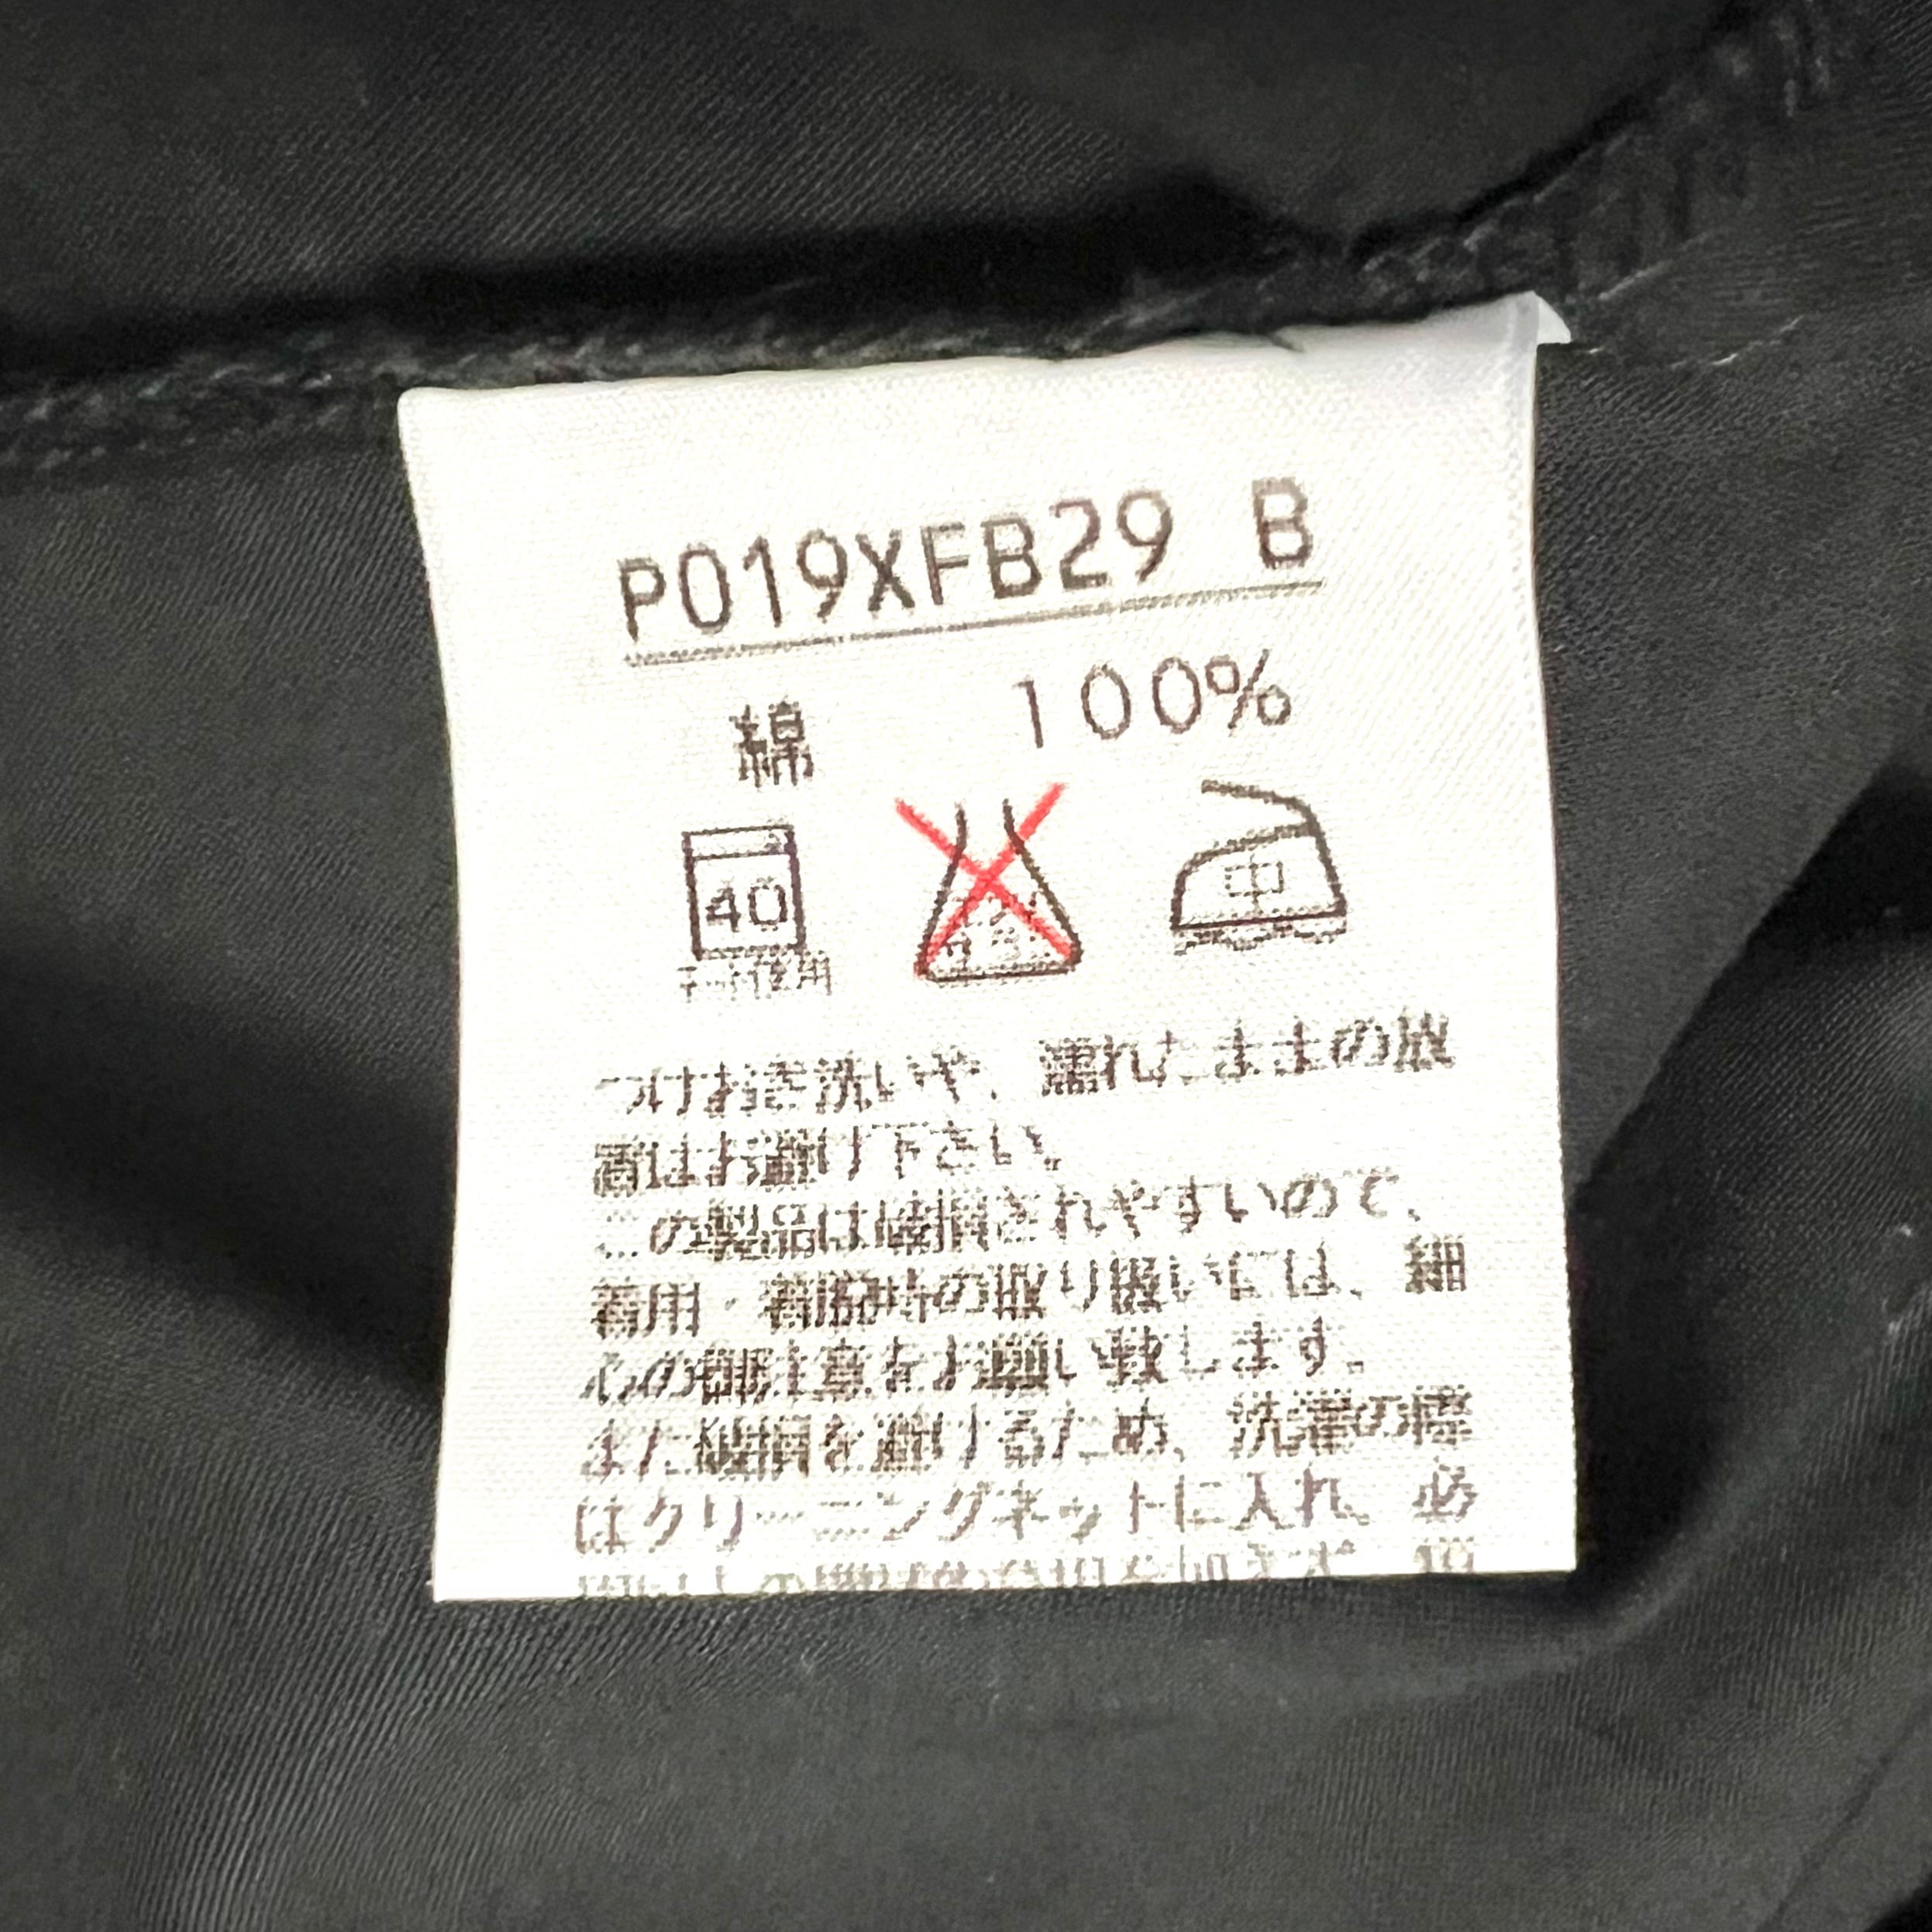 P019XFB29 B
綿 100%
40
ネット使用
中
つけおき洗いや、濡れたままの放
置はお避け下さい。
この製品は損傷されやすいので、
着用・着脱時の取り扱いには、細
心の御注意をお願い致します。
また損傷を避けるため、洗濯の際
はクリーニングネットに入れ、必